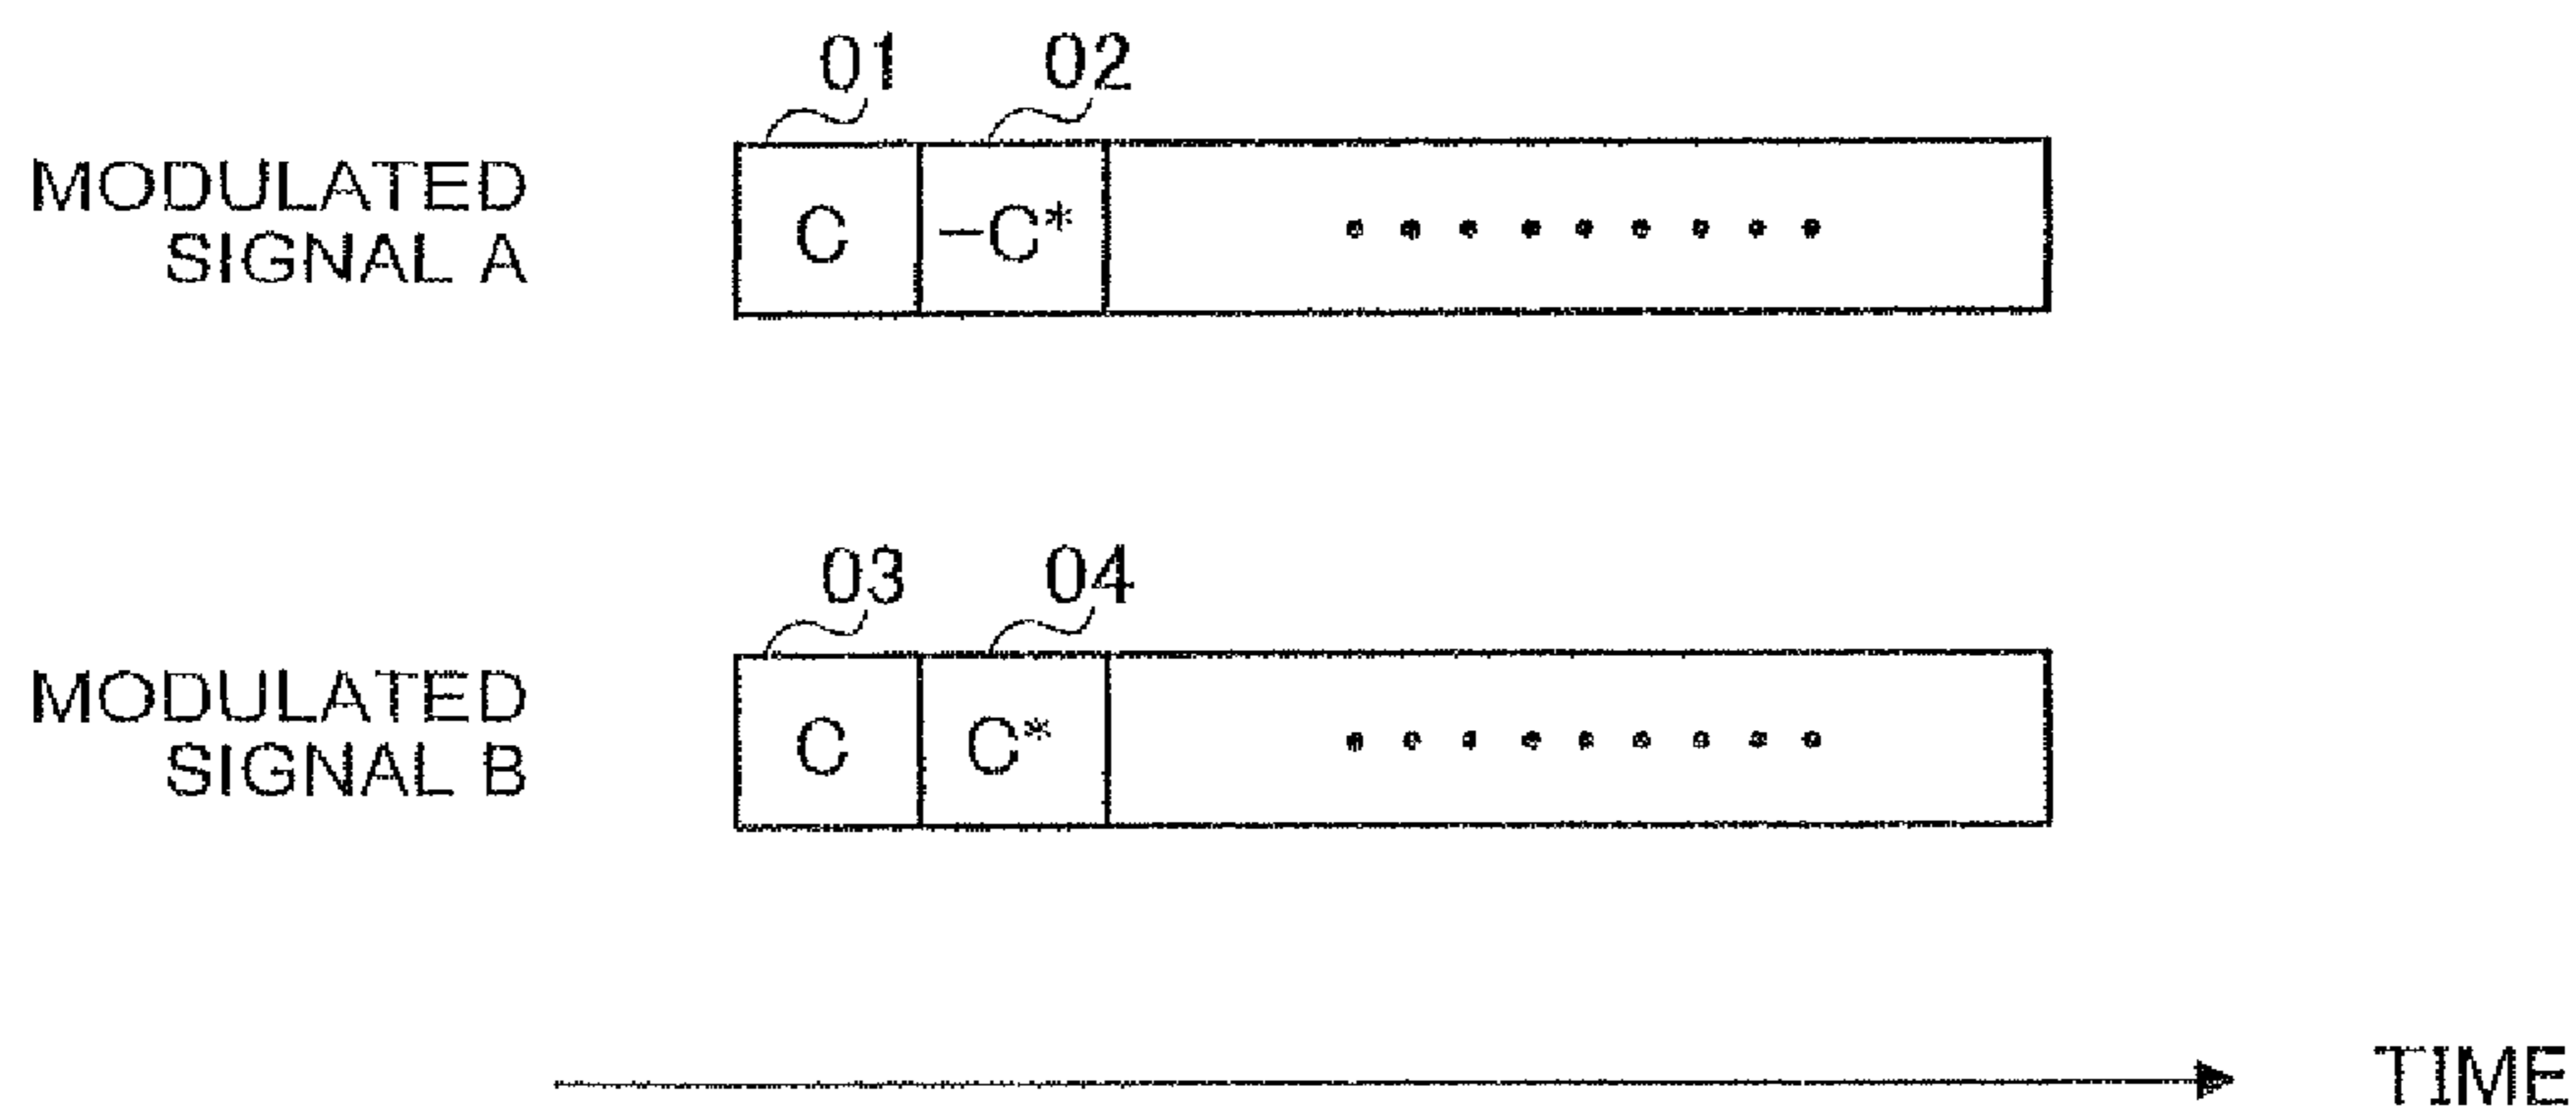 01 02
MODULATED
SIGNAL A
C -C*
03 04
MODULATED
SIGNAL B
C C*
TIME